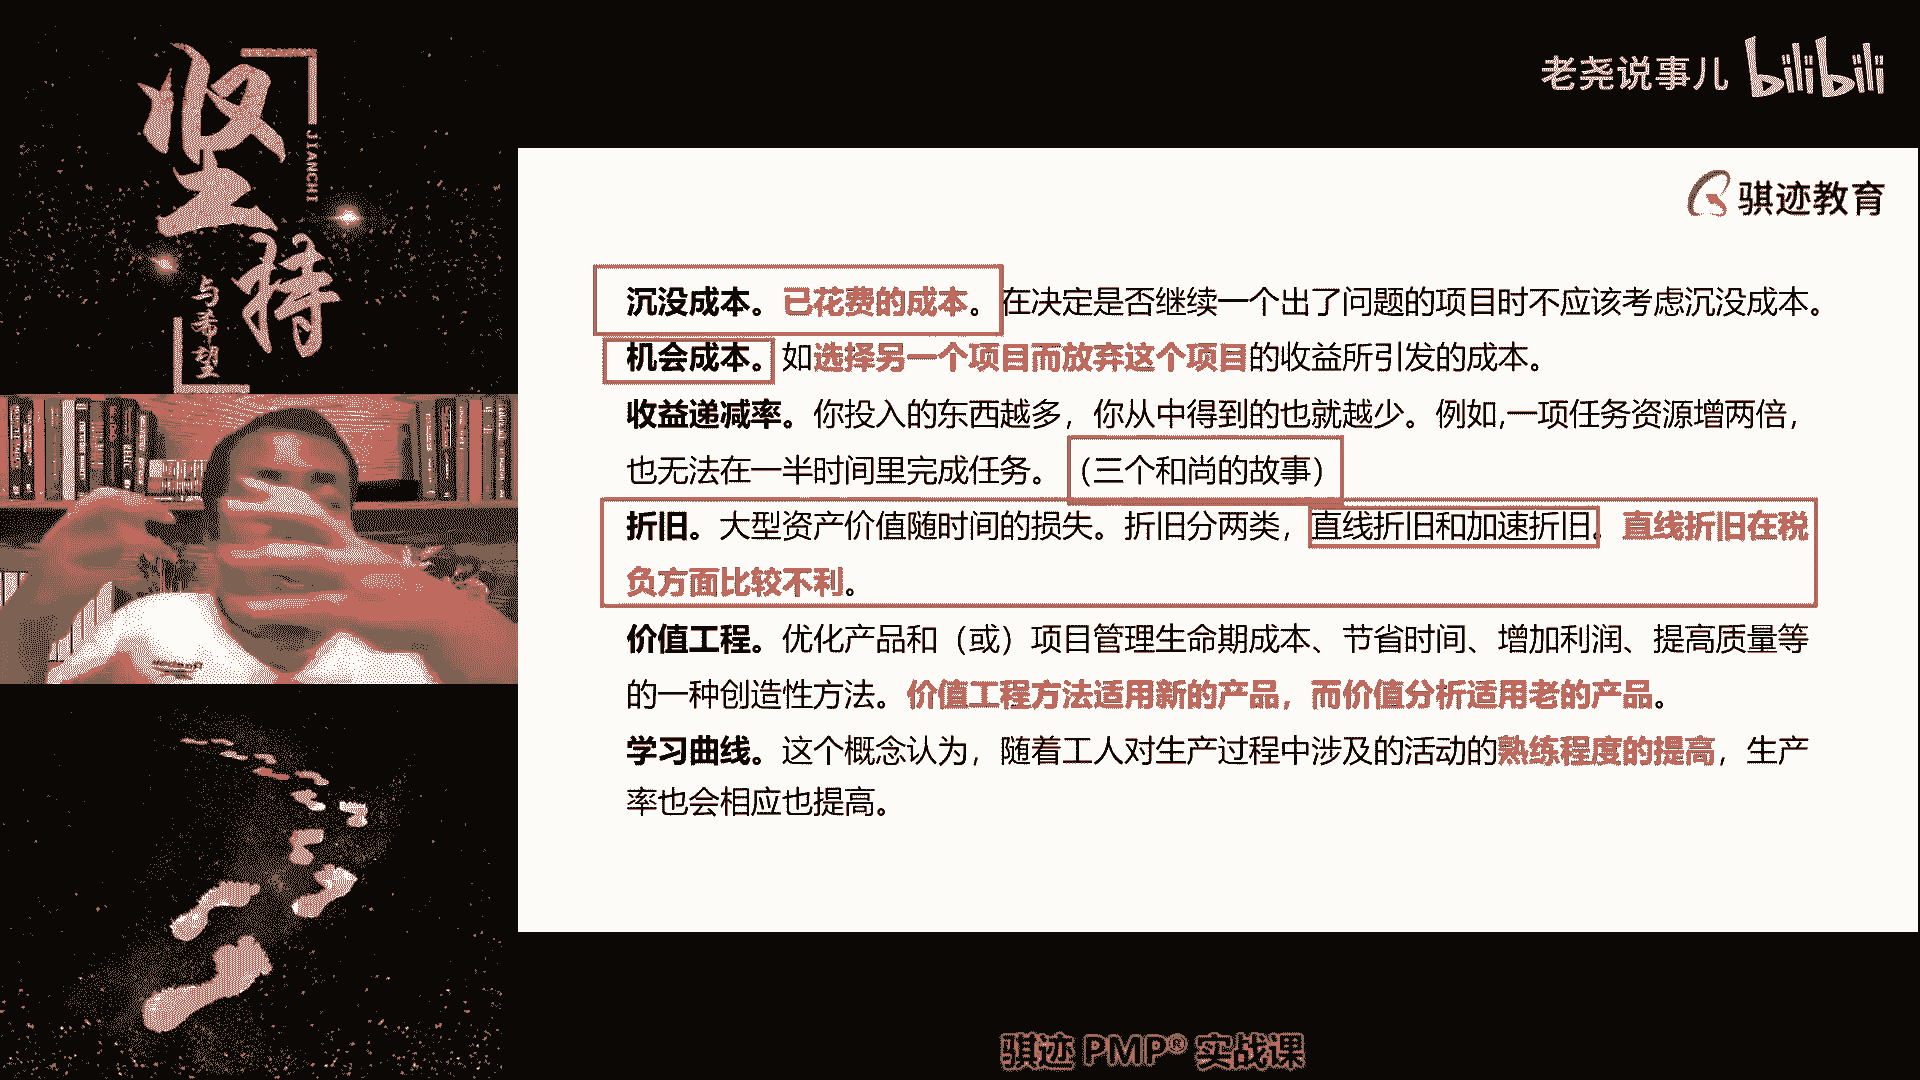 坚持
JIANCHI
与希望
老尧说事儿 bilibili
骐迹教育
沉没成本。已花费的成本。在决定是否继续一个出了问题的项目时不应该考虑沉没成本。
机会成本。如选择另一个项目而放弃这个项目的收益所引发的成本。
收益递减率。你投入的东西越多，你从中得到的也就越少。例如,一项任务资源增两倍，
也无法在一半时间里完成任务。（三个和尚的故事）
折旧。大型资产价值随时间的损失。折旧分两类，直线折旧和加速折旧。直线折旧在税
负方面比较不利。
价值工程。优化产品和（或）项目管理生命期成本、节省时间、增加利润、提高质量等
的一种创造性方法。价值工程方法适用新的产品，而价值分析适用老的产品。
学习曲线。这个概念认为，随着工人对生产过程中涉及的活动的熟练程度的提高，生产
率也会相应也提高。
骐迹 PMP® 实战课